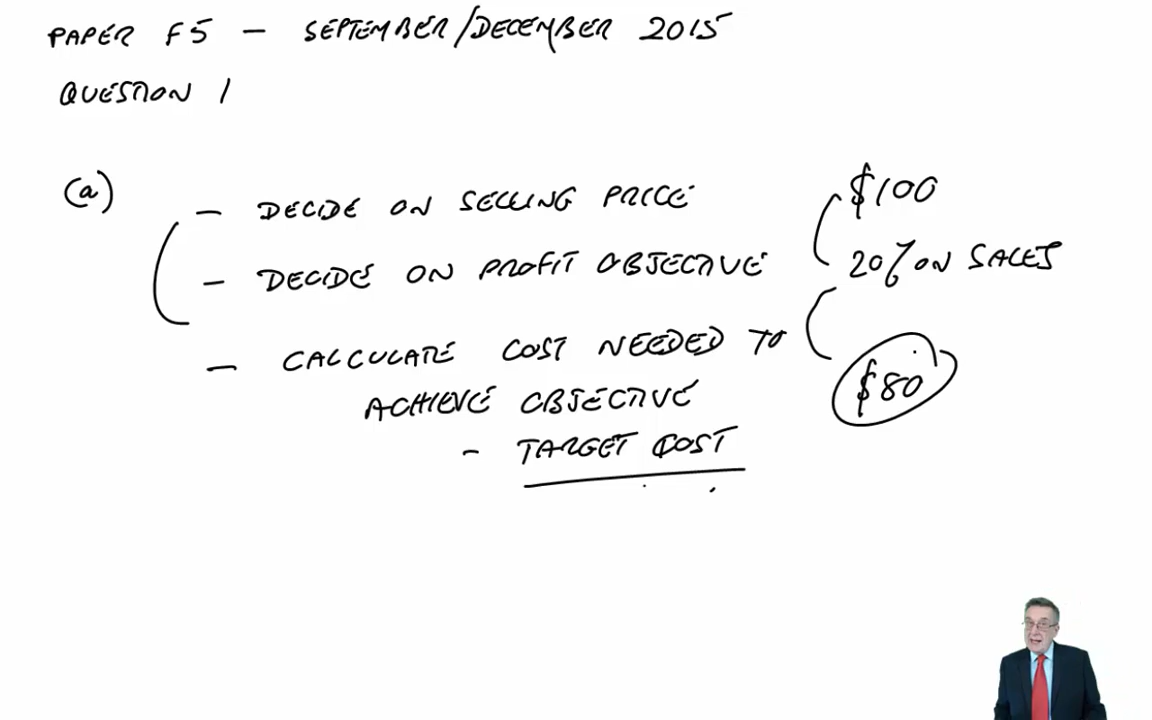 PAPER F5 - SEPTEMBER/DECEMBER 2015
QUESTION 1
(a)
- DECIDE ON SELLING PRICE $100
- DECIDE ON PROFIT OBJECTIVE 20% ON SALES
- CALCULATE COST NEEDED TO
ACHIEVE OBJECTIVE $80
- TARGET COST